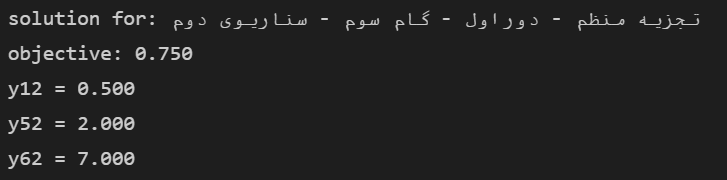 solution for: تجزیه منظم - دوراول - گام سوم - سناریوی دوم
objective: 0.750
y12 = 0.500
y52 = 2.000
y62 = 7.000